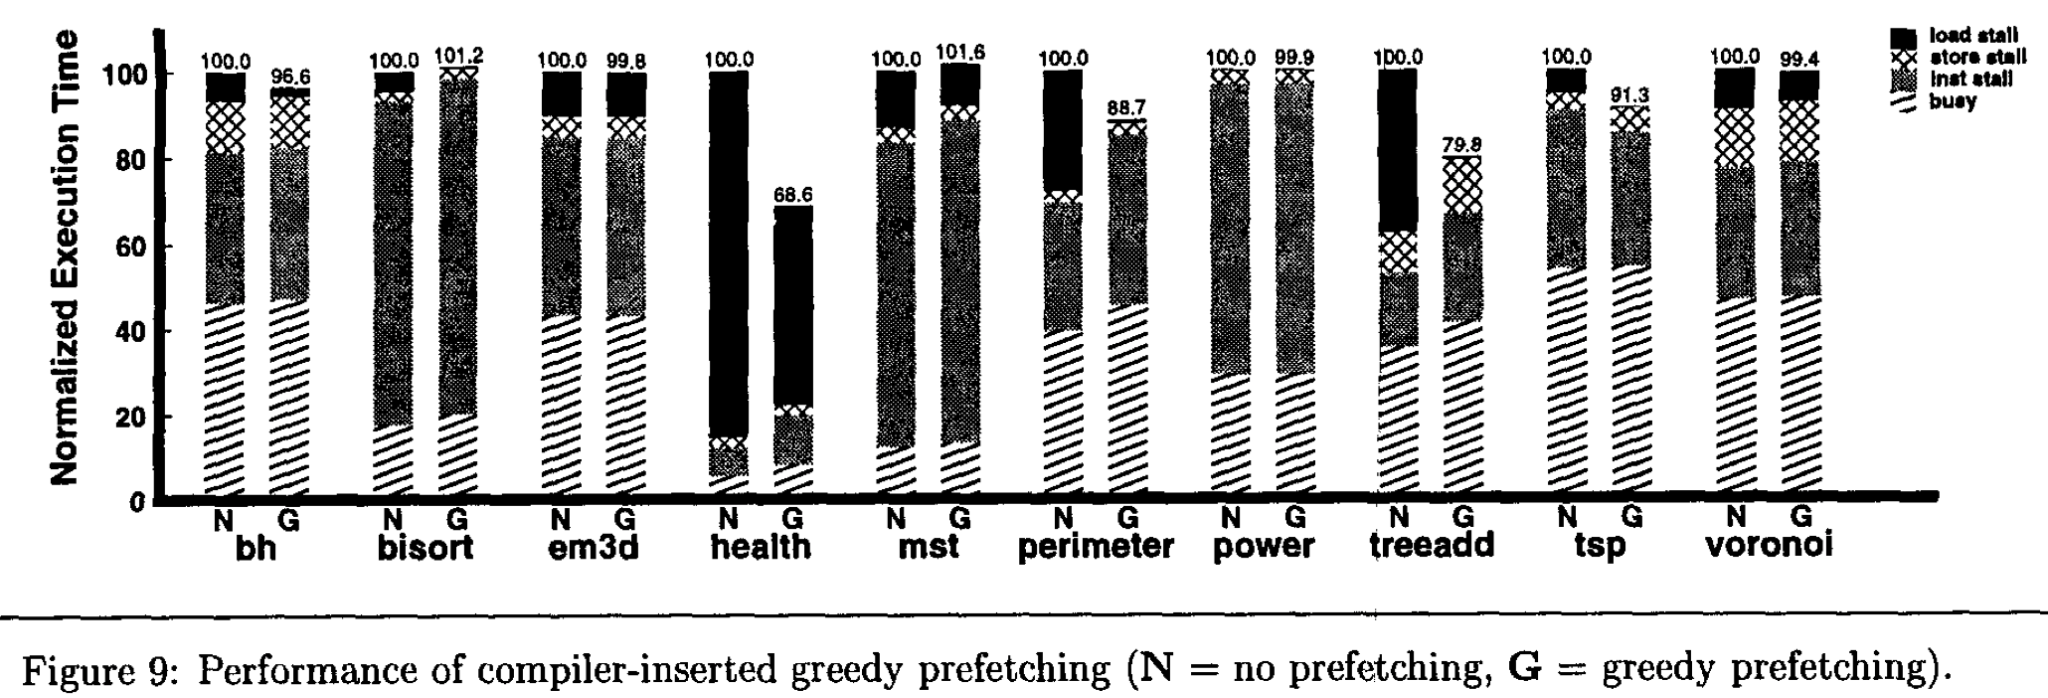 Normalized Execution Time
100
80
60
40
20
0
100.0 96.6 100.0 101.2 100.0 99.8 100.0 68.6 100.0 101.6 100.0 88.7 100.0 99.9 100.0 79.8 100.0 91.3 100.0 99.4
load stall
store stall
inst stall
busy
N G N G N G N G N G N G N G N G N G N G
bh bisort em3d health mst perimeter power treeadd tsp voronoi
Figure 9: Performance of compiler-inserted greedy prefetching (N = no prefetching, G = greedy prefetching).